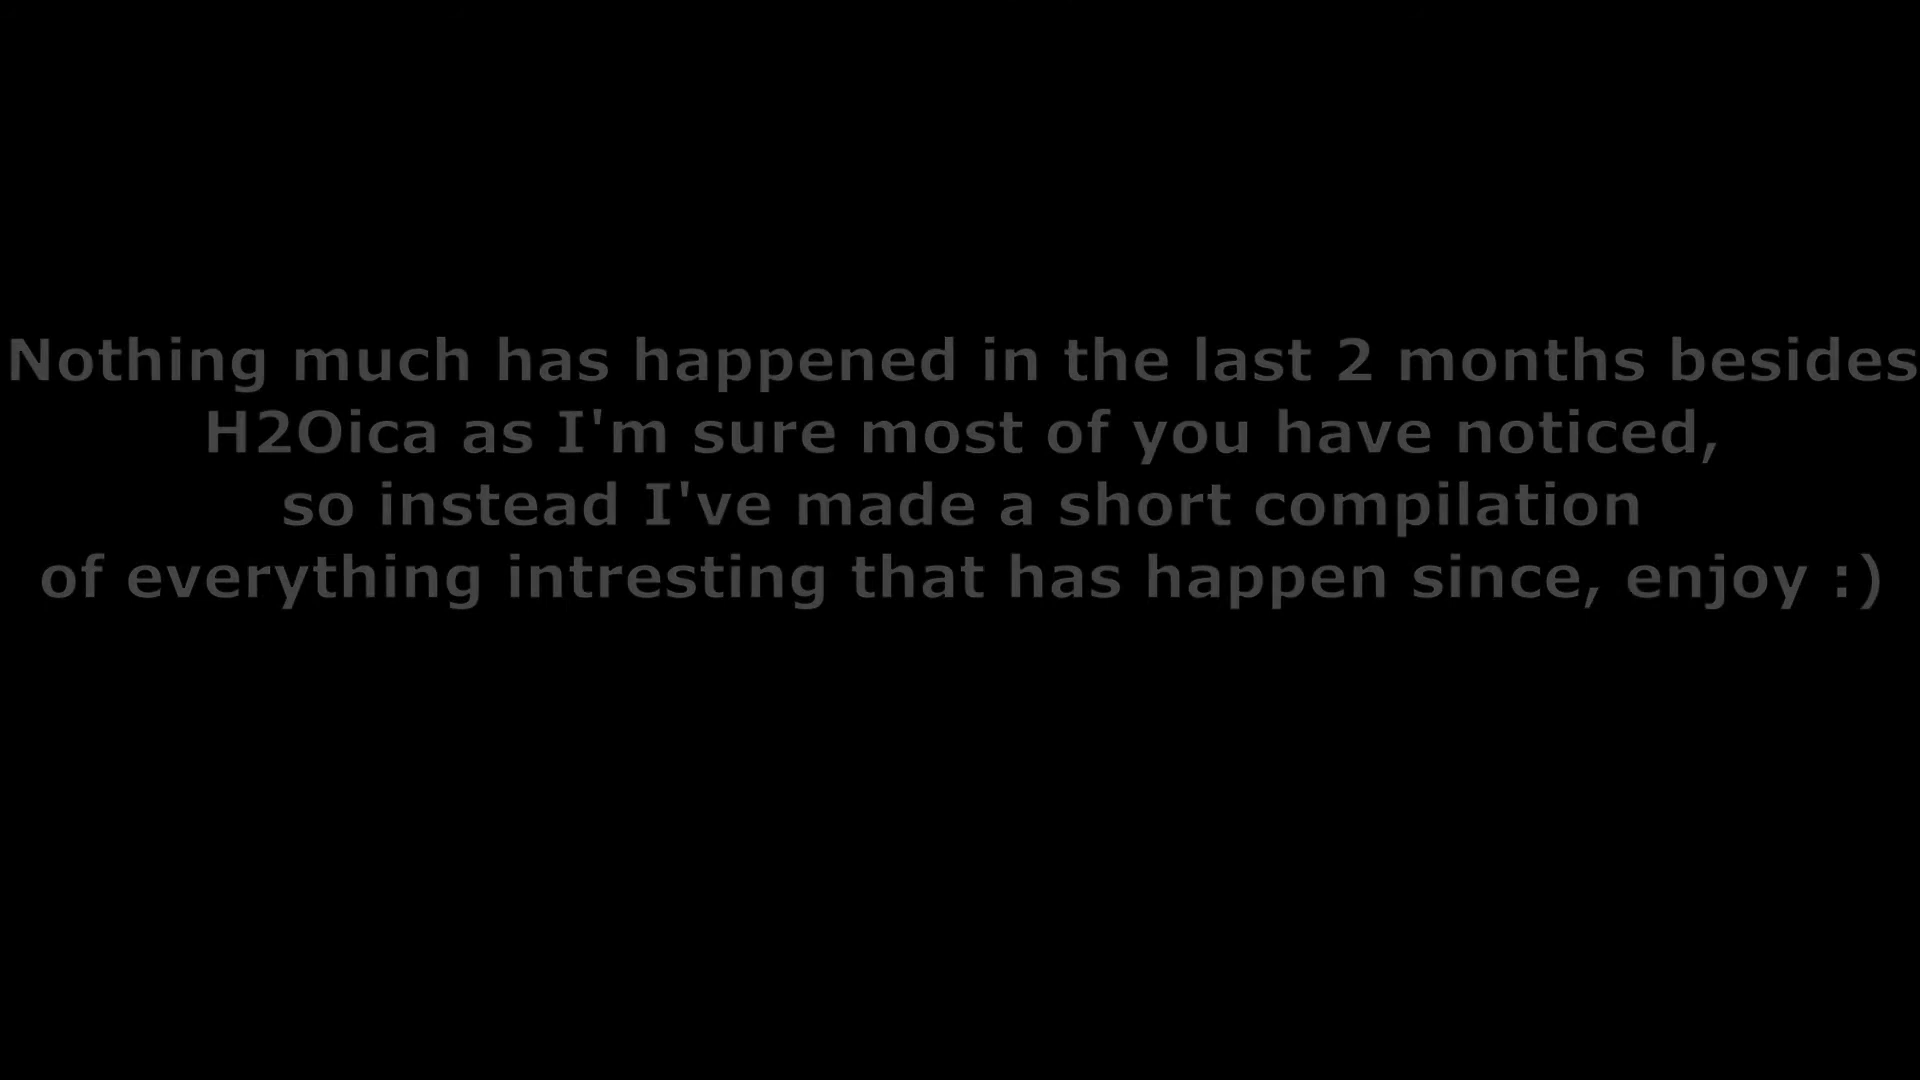 Nothing much has happened in the last 2 months besides
H2Oica as I'm sure most of you have noticed,
so instead I've made a short compilation
of everything intresting that has happen since, enjoy :)